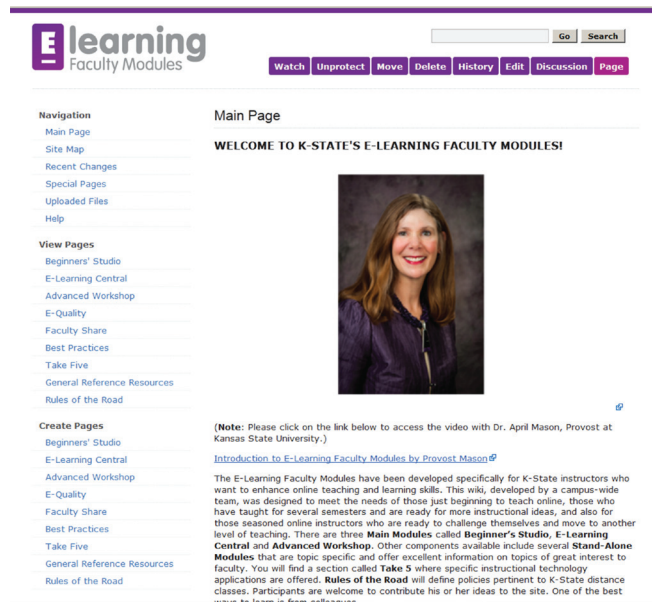 E learning
Faculty Modules
Go Search
Watch Unprotect Move Delete History Edit Discussion Page
Navigation
Main Page
Site Map
Recent Changes
Special Pages
Uploaded Files
Help
View Pages
Beginners' Studio
E-Learning Central
Advanced Workshop
E-Quality
Faculty Share
Best Practices
Take Five
General Reference Resources
Rules of the Road
Create Pages
Beginners' Studio
E-Learning Central
Advanced Workshop
E-Quality
Faculty Share
Best Practices
Take Five
General Reference Resources
Rules of the Road
Main Page
WELCOME TO K-STATE'S E-LEARNING FACULTY MODULES!
(Note: Please click on the link below to access the video with Dr. April Mason, Provost at
Kansas State University.)
Introduction to E-Learning Faculty Modules by Provost Mason
The E-Learning Faculty Modules have been developed specifically for K-State instructors who
want to enhance online teaching and learning skills. This wiki, developed by a campus-wide
team, was designed to meet the needs of those just beginning to teach online, those who
have taught for several semesters and are ready for more instructional ideas, and also for
those seasoned online instructors who are ready to challenge themselves and move to another
level of teaching. There are three Main Modules called Beginner's Studio, E-Learning
Central and Advanced Workshop. Other components available include several Stand-Alone
Modules that are topic specific and offer excellent information on topics of great interest to
faculty. You will find a section called Take 5 where specific instructional technology
applications are offered. Rules of the Road will define policies pertinent to K-State distance
classes. Participants are welcome to contribute his or her ideas to the site. One of the best
ways to learn is from colleagues